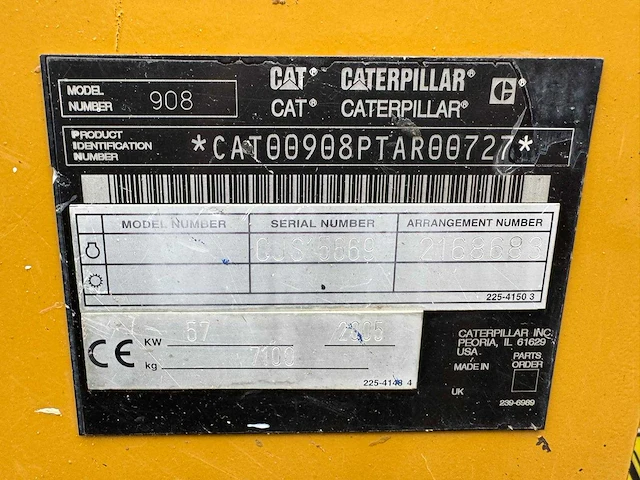 MODEL NUMBER 908
CAT® CATERPILLAR®
CAT® CATERPILLAR®
PRODUCT IDENTIFICATION NUMBER *CAT00908PTAR00727*
MODEL NUMBER SERIAL NUMBER ARRANGEMENT NUMBER
225-4150 3
CE KW 67
kg 7109
225-4148 4
CATERPILLAR INC.
PEORIA, IL 61629
USA
MADE IN
UK
PARTS ORDER
239-6989